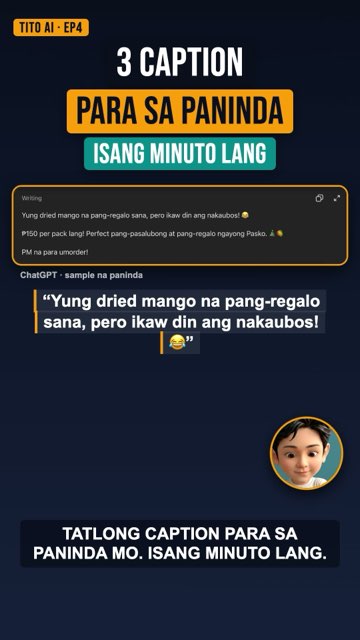 TITO AI · EP4
3 CAPTION
PARA SA PANINDA
ISANG MINUTO LANG
Writing
Yung dried mango na pang-regalo sana, pero ikaw din ang nakaubos! 😂
₱150 per pack lang! Perfect pang-pasalubong at pang-regalo ngayong Pasko. 🎄🥭
PM na para umorder!
ChatGPT · sample na paninda
“Yung dried mango na pang-regalo
sana, pero ikaw din ang nakaubos!
😂”
TATLONG CAPTION PARA SA
PANINDA MO. ISANG MINUTO LANG.